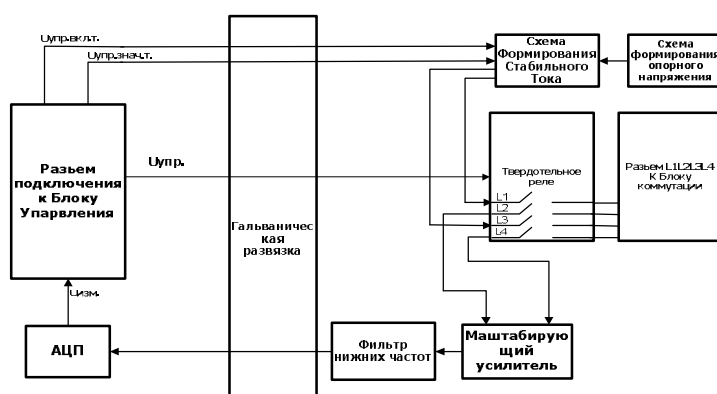 Uупр.вкл.т.
Uупр.знач.т.
Схема
Формирования
Стабильного
Тока
Схема
формирования
опорного
напряжения
Разьем
подключения
к Блоку
Упарвления
Uупр.
Твердотельное
реле
L1
L2
L3
L4
Разьем L1L2L3L4
К Блоку
коммутации
Гальваничес
кая
развязка
Uизм.
АЦП
Фильтр
нижних частот
Маштабирую
щий
усилитель